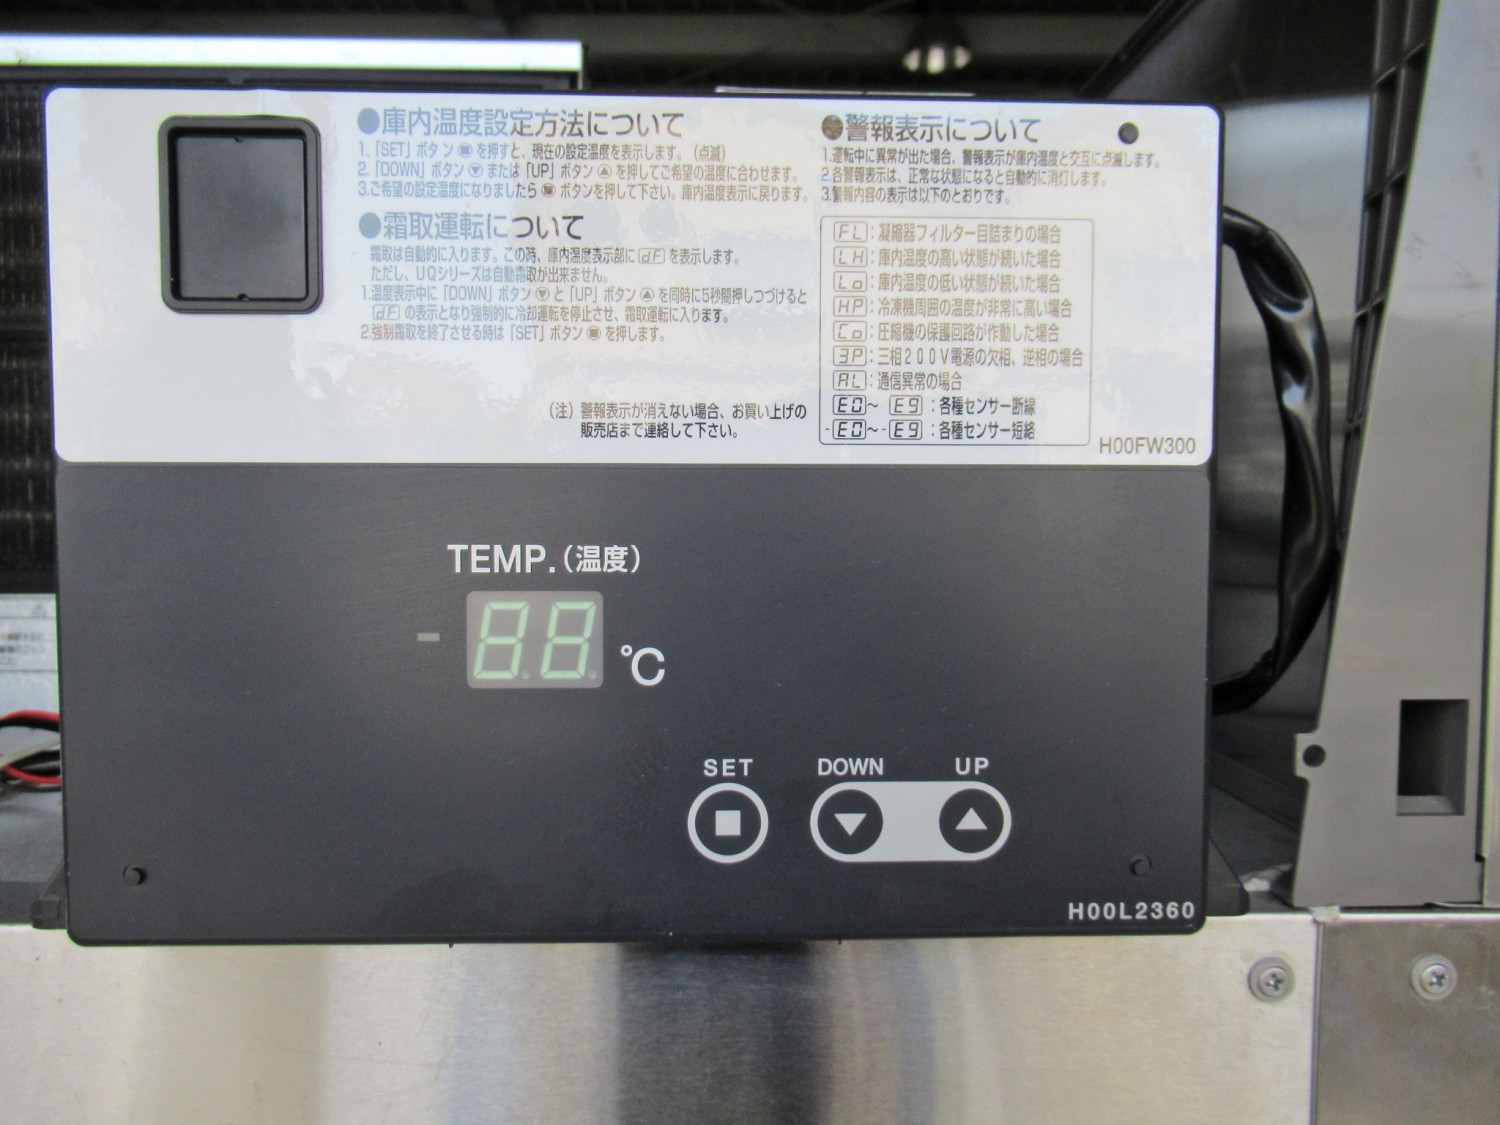 ●庫内温度設定方法について
1.「SET」ボタン ■ を押すと、現在の設定温度を表示します。(点滅)
2.「DOWN」ボタン ▼ または「UP」ボタン ▲ を押してご希望の温度に合わせます。
3.ご希望の設定温度になりましたら ■ ボタンを押して下さい。庫内温度表示に戻ります。
●霜取運転について
霜取は自動的に入ります。この時、庫内温度表示部に dF を表示します。
ただし、UQシリーズは自動霜取が出来ません。
1.温度表示中に「DOWN」ボタン ▼ と「UP」ボタン ▲ を同時に5秒間押しつづけると
dF の表示となり強制的に冷却運転を停止させ、霜取運転に入ります。
2.強制霜取を終了させる時は「SET」ボタン ■ を押します。
(注) 警報表示が消えない場合、お買い上げの
販売店まで連絡して下さい。
●警報表示について
1.運転中に異常が出た場合、警報表示が庫内温度と交互に点滅します。
2.各警報表示は、正常な状態になると自動的に消灯します。
3.警報内容の表示は以下のとおりです。
FL:凝縮器フィルター目詰まりの場合
LH:庫内温度の高い状態が続いた場合
Lo:庫内温度の低い状態が続いた場合
HP:冷凍機周囲の温度が非常に高い場合
Co:圧縮機の保護回路が作動した場合
3P:三相200V電源の欠相、逆相の場合
AL:通信異常の場合
E0~ E9:各種センサー断線
-E0~-E9:各種センサー短絡
H00FW300
TEMP.(温度)
88 ℃
SET DOWN UP
H00L2360